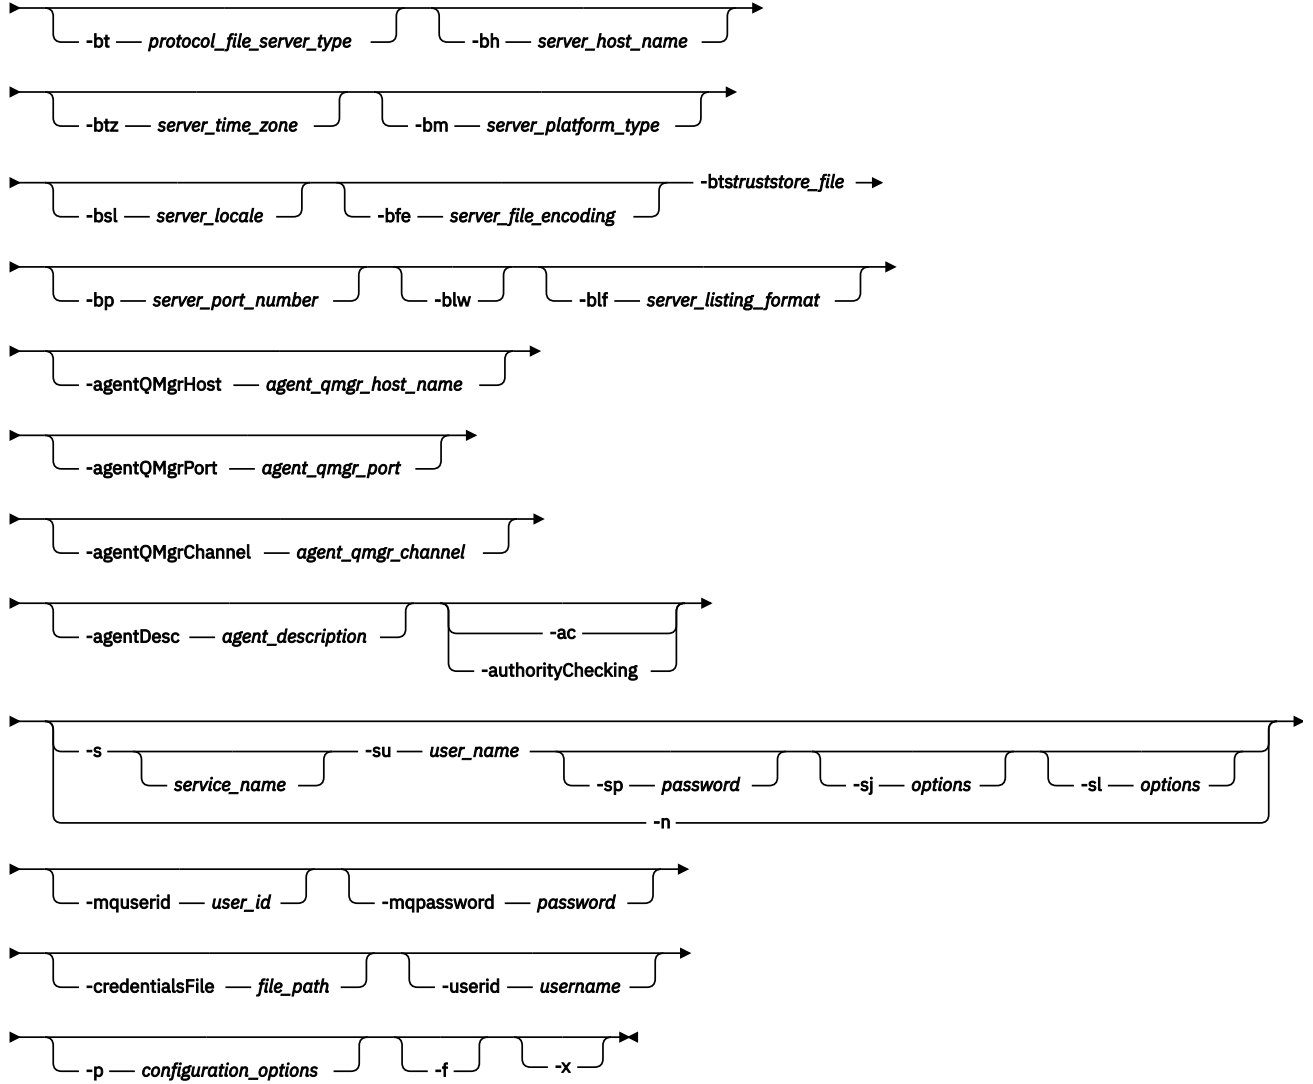 -bt protocol_file_server_type -bh server_host_name
-btz server_time_zone -bm server_platform_type
-btstruststore_file
-bsl server_locale -bfe server_file_encoding
-bp server_port_number -blw -blf server_listing_format
-agentQMgrHost agent_qmgr_host_name
-agentQMgrPort agent_qmgr_port
-agentQMgrChannel agent_qmgr_channel
-agentDesc agent_description -ac
-authorityChecking
-s -su user_name
service_name -sp password -sj options -sl options
-n
-mquserid user_id -mqpassword password
-credentialsFile file_path -userid username
-p configuration_options -f -x